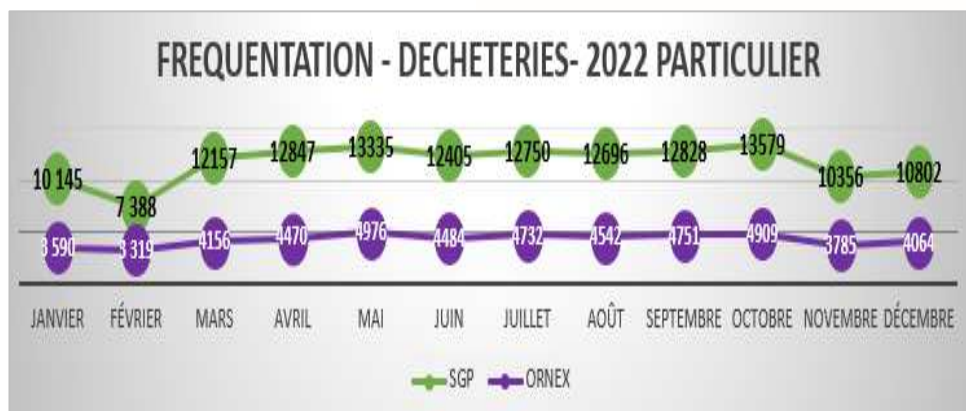 FREQUENTATION - DECHETERIES- 2022 PARTICULIER
10 145 7 388 12157 12847 13335 12405 12750 12696 12828 13579 10356 10802
3 590 3 319 4156 4470 4976 4484 4732 4542 4751 4909 3785 4064
JANVIER FÉVRIER MARS AVRIL MAI JUIN JUILLET AOÛT SEPTEMBRE OCTOBRE NOVEMBRE DÉCEMBRE
SGP ORNEX